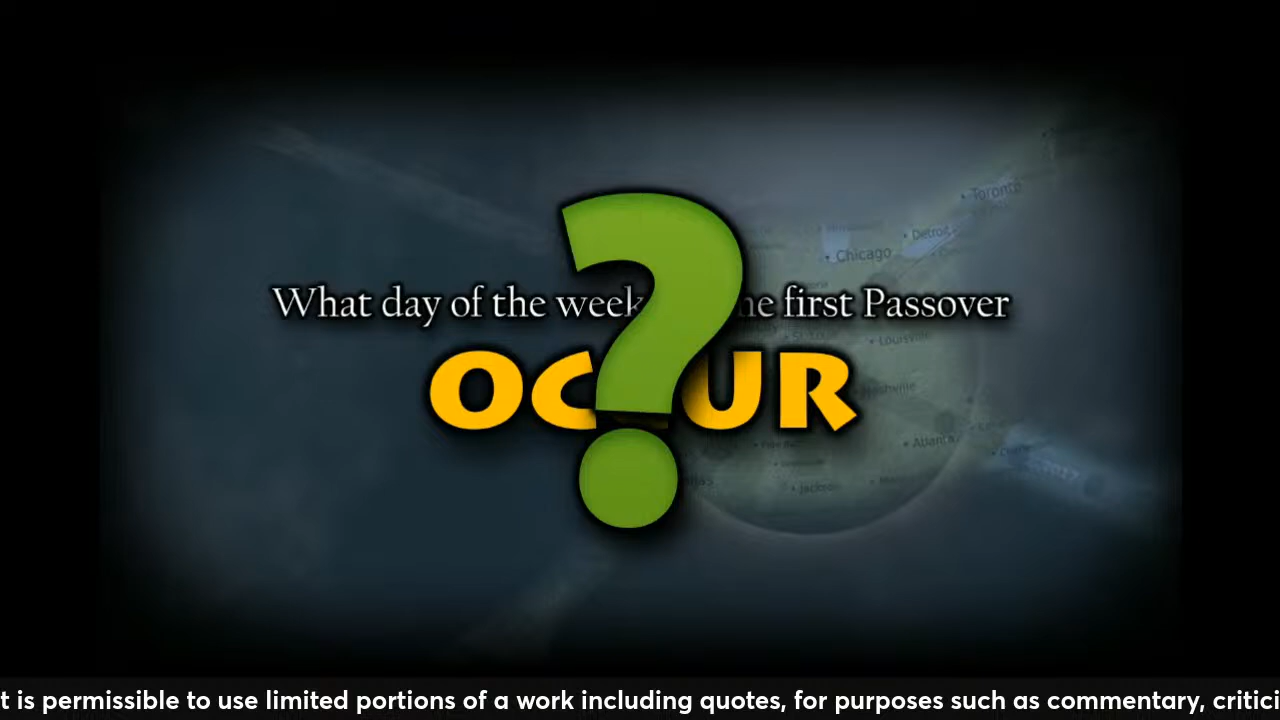 Toronto
Detroit
Chicago
What day of the week he first Passover
Louisville
OC UR
Nashville
Atlanta
Jackson
t is permissible to use limited portions of a work including quotes, for purposes such as commentary, critici